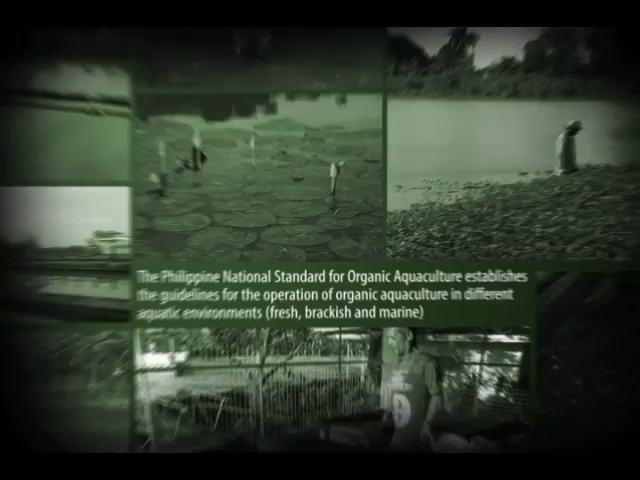 The Philippine National Standard for Organic Aquaculture establishes
the guidelines for the operation of organic aquaculture in different
aquatic environments (fresh, brackish and marine)